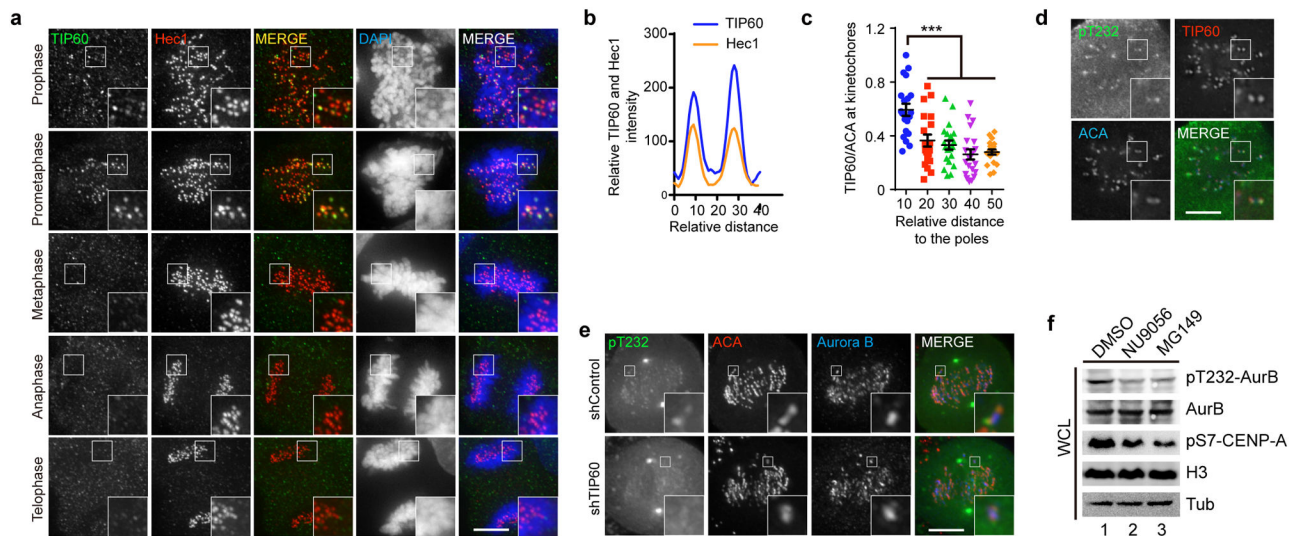 a
TIP60 Hec1 MERGE DAPI MERGE
Prophase
Prometaphase
Metaphase
Anaphase
Telophase
b
TIP60
Hec1
Relative TIP60 and Hec1
intensity
300
200
100
0
0 10 20 30 40
Relative distance
c
***
TIP60/ACA at kinetochores
1.2
0.8
0.4
0
10 20 30 40 50
Relative distance
to the poles
d
pT232 TIP60
ACA MERGE
e
pT232 ACA Aurora B MERGE
shControl
shTIP60
f
DMSO
NU9056
MG149
WCL
pT232-AurB
AurB
pS7-CENP-A
H3
Tub
1 2 3